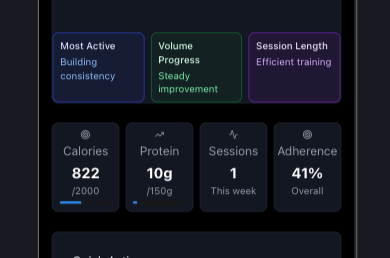 Most Active
Building
consistency
Volume
Progress
Steady
improvement
Session Length
Efficient training
Calories
822
/2000
Protein
10g
/150g
Sessions
1
This week
Adherence
41%
Overall